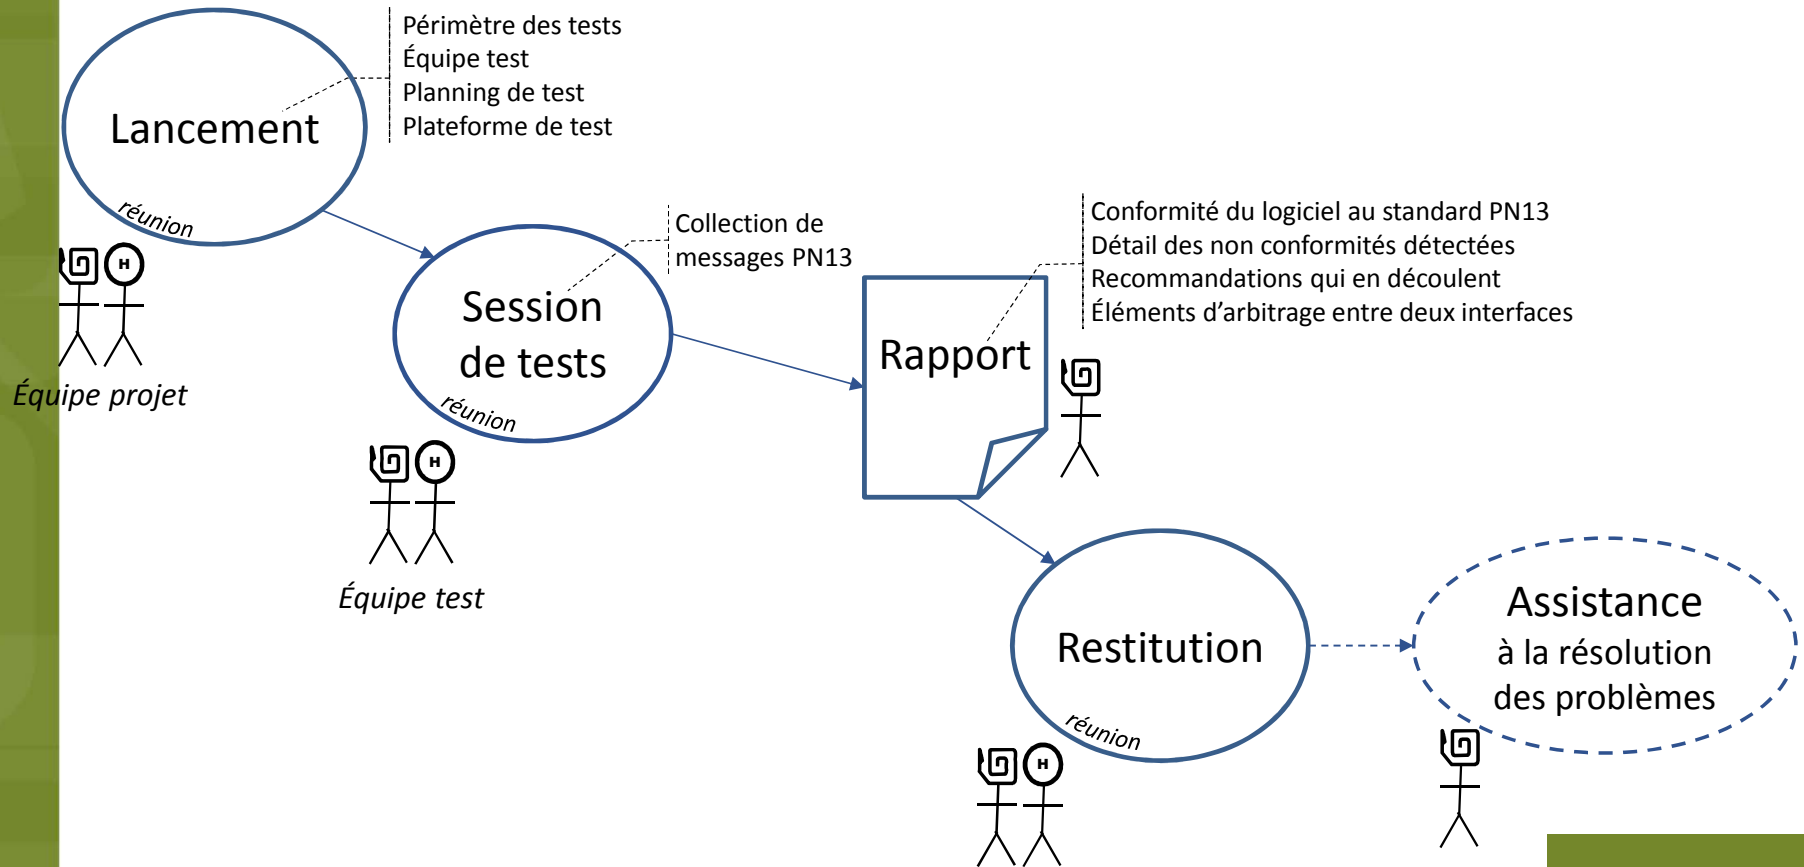 Périmètre des tests
Équipe test
Planning de test
Plateforme de test
Lancement
réunion
H
Équipe projet
Collection de
messages PN13
Session
de tests
réunion
H
Équipe test
Conformité du logiciel au standard PN13
Détail des non conformités détectées
Recommandations qui en découlent
Éléments d’arbitrage entre deux interfaces
Rapport
Restitution
réunion
H
Assistance
à la résolution
des problèmes